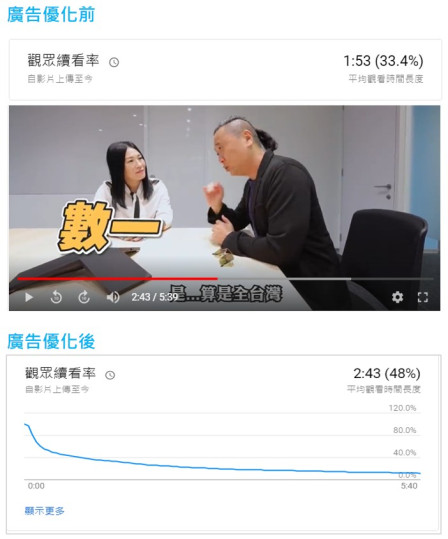 廣告優化前
觀眾續看率 1:53 (33.4%)
自影片上傳至今 平均觀看時間長度
數一
是...算是全台灣
2:43 / 5:39
廣告優化後
觀眾續看率 2:43 (48%)
自影片上傳至今 平均觀看時間長度
120.0%
80.0%
40.0%
0.0%
0:00 5:40
顯示更多